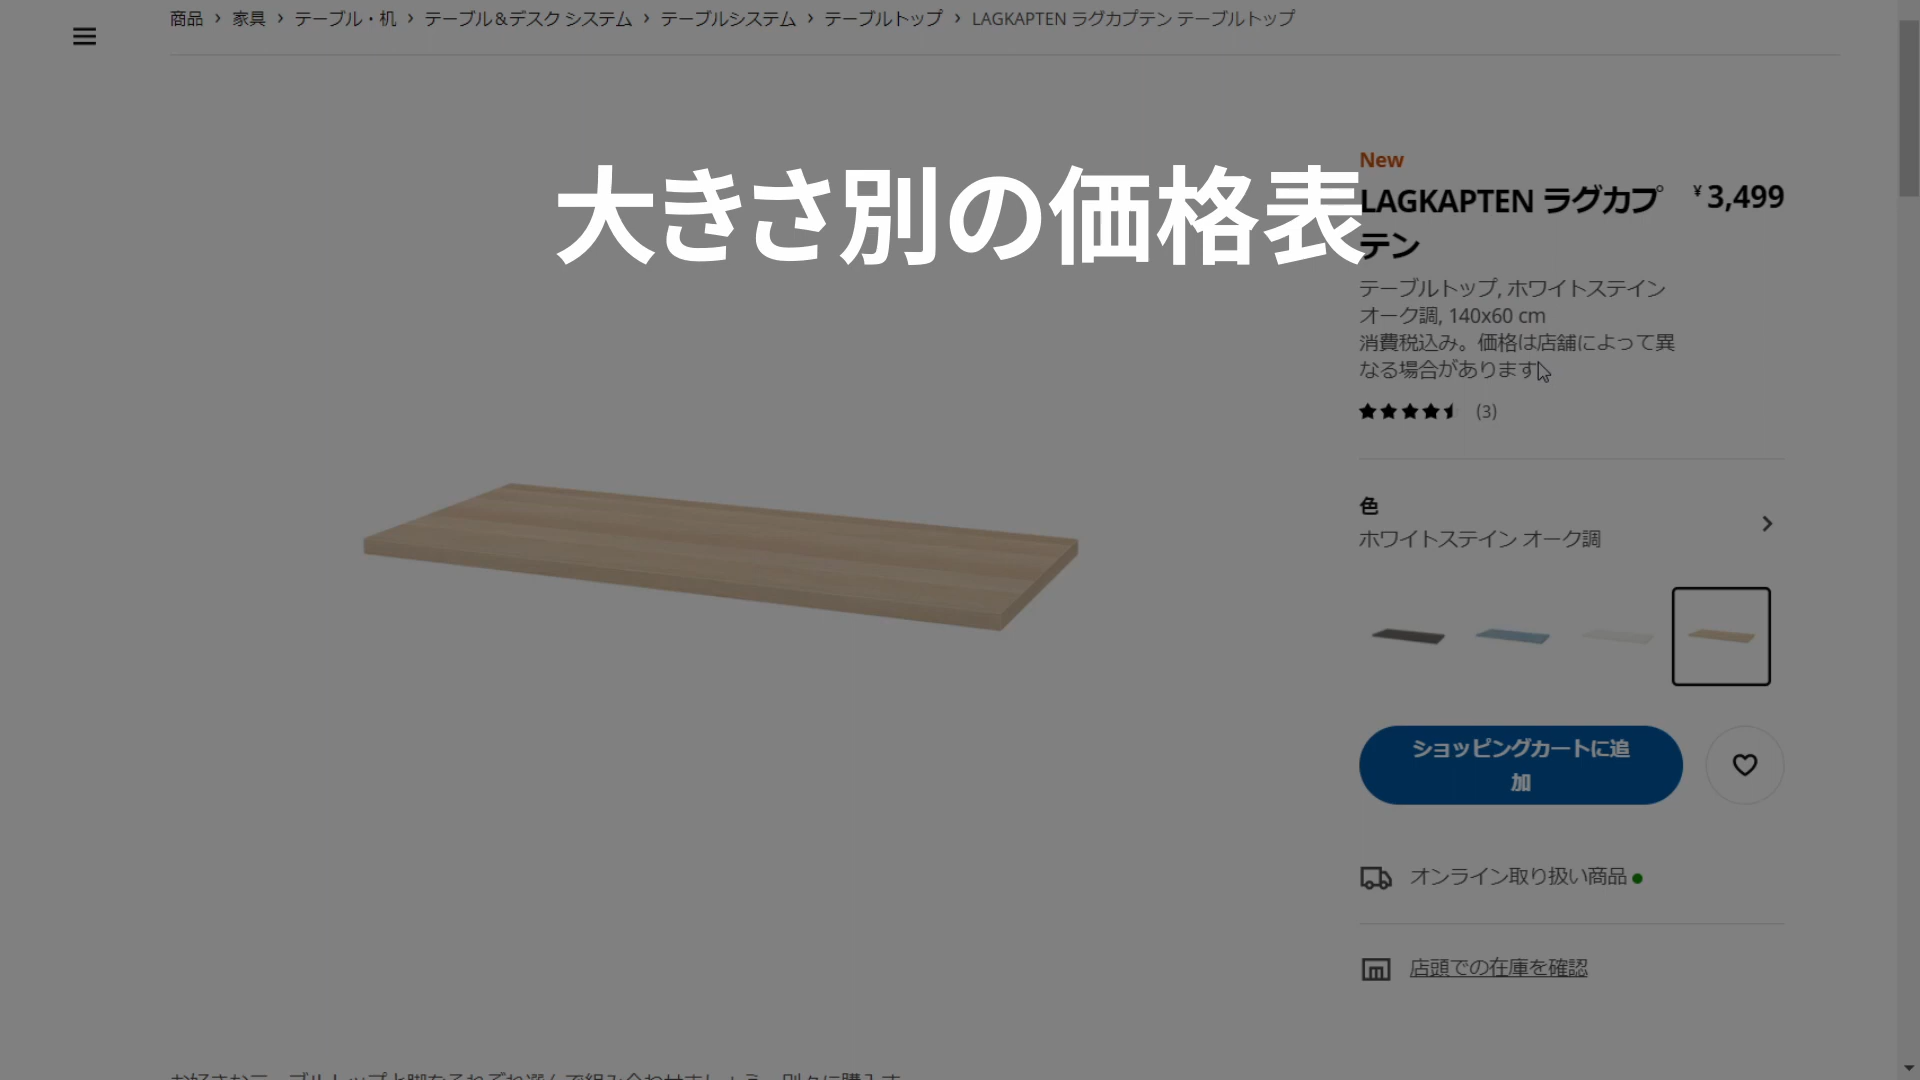 商品 › 家具 › テーブル・机 › テーブル＆デスク システム › テーブルシステム › テーブルトップ › LAGKAPTEN ラグカプテン テーブルトップ
大きさ別の価格表
New
LAGKAPTEN ラグカプ ¥3,499
テン
テーブルトップ, ホワイトステイン
オーク調, 140x60 cm
消費税込み。価格は店舗によって異
なる場合があります
(3)
色
ホワイトステイン オーク調
ショッピングカートに追
加
オンライン取り扱い商品
店頭での在庫を確認